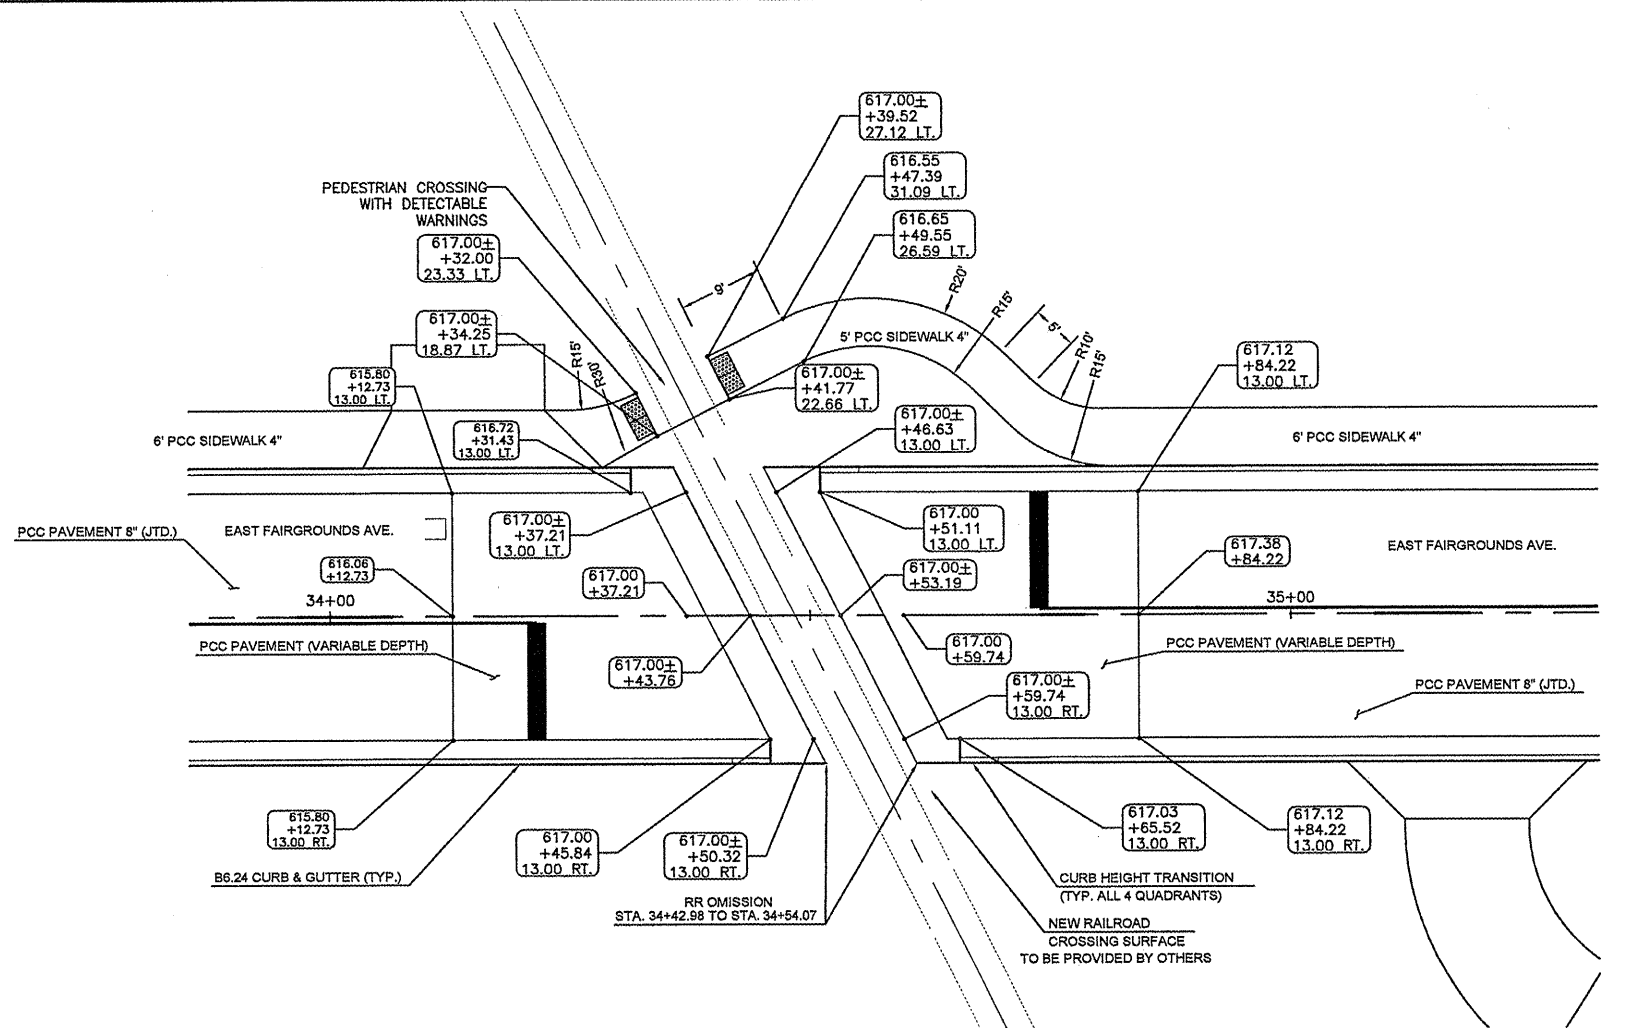 617.00±
+39.52
27.12 LT.
616.55
+47.39
31.09 LT.
PEDESTRIAN CROSSING
WITH DETECTABLE
WARNINGS
616.65
+49.55
26.59 LT.
617.00±
+32.00
23.33 LT.
9'
R20'
R15'
5'
617.00±
+34.25
18.87 LT.
R15'
R30'
5' PCC SIDEWALK 4"
R10'
R15'
617.12
+84.22
13.00 LT.
615.80
+12.73
13.00 LT.
617.00±
+41.77
22.66 LT.
6' PCC SIDEWALK 4"
616.72
+31.43
13.00 LT.
617.00±
+46.63
13.00 LT.
6' PCC SIDEWALK 4"
PCC PAVEMENT 8" (JTD.)
EAST FAIRGROUNDS AVE.
617.00±
+37.21
13.00 LT.
617.00
+51.11
13.00 LT.
617.38
+84.22
EAST FAIRGROUNDS AVE.
616.06
+12.73
617.00
+37.21
617.00±
+53.19
34+00
35+00
PCC PAVEMENT (VARIABLE DEPTH)
617.00±
+43.76
617.00
+59.74
PCC PAVEMENT (VARIABLE DEPTH)
617.00±
+59.74
13.00 RT.
PCC PAVEMENT 8" (JTD.)
615.80
+12.73
13.00 RT.
617.00
+45.84
13.00 RT.
617.00±
+50.32
13.00 RT.
617.03
+65.52
13.00 RT.
617.12
+84.22
13.00 RT.
B6.24 CURB & GUTTER (TYP.)
RR OMISSION
STA. 34+42.98 TO STA. 34+54.07
CURB HEIGHT TRANSITION
(TYP. ALL 4 QUADRANTS)
NEW RAILROAD
CROSSING SURFACE
TO BE PROVIDED BY OTHERS